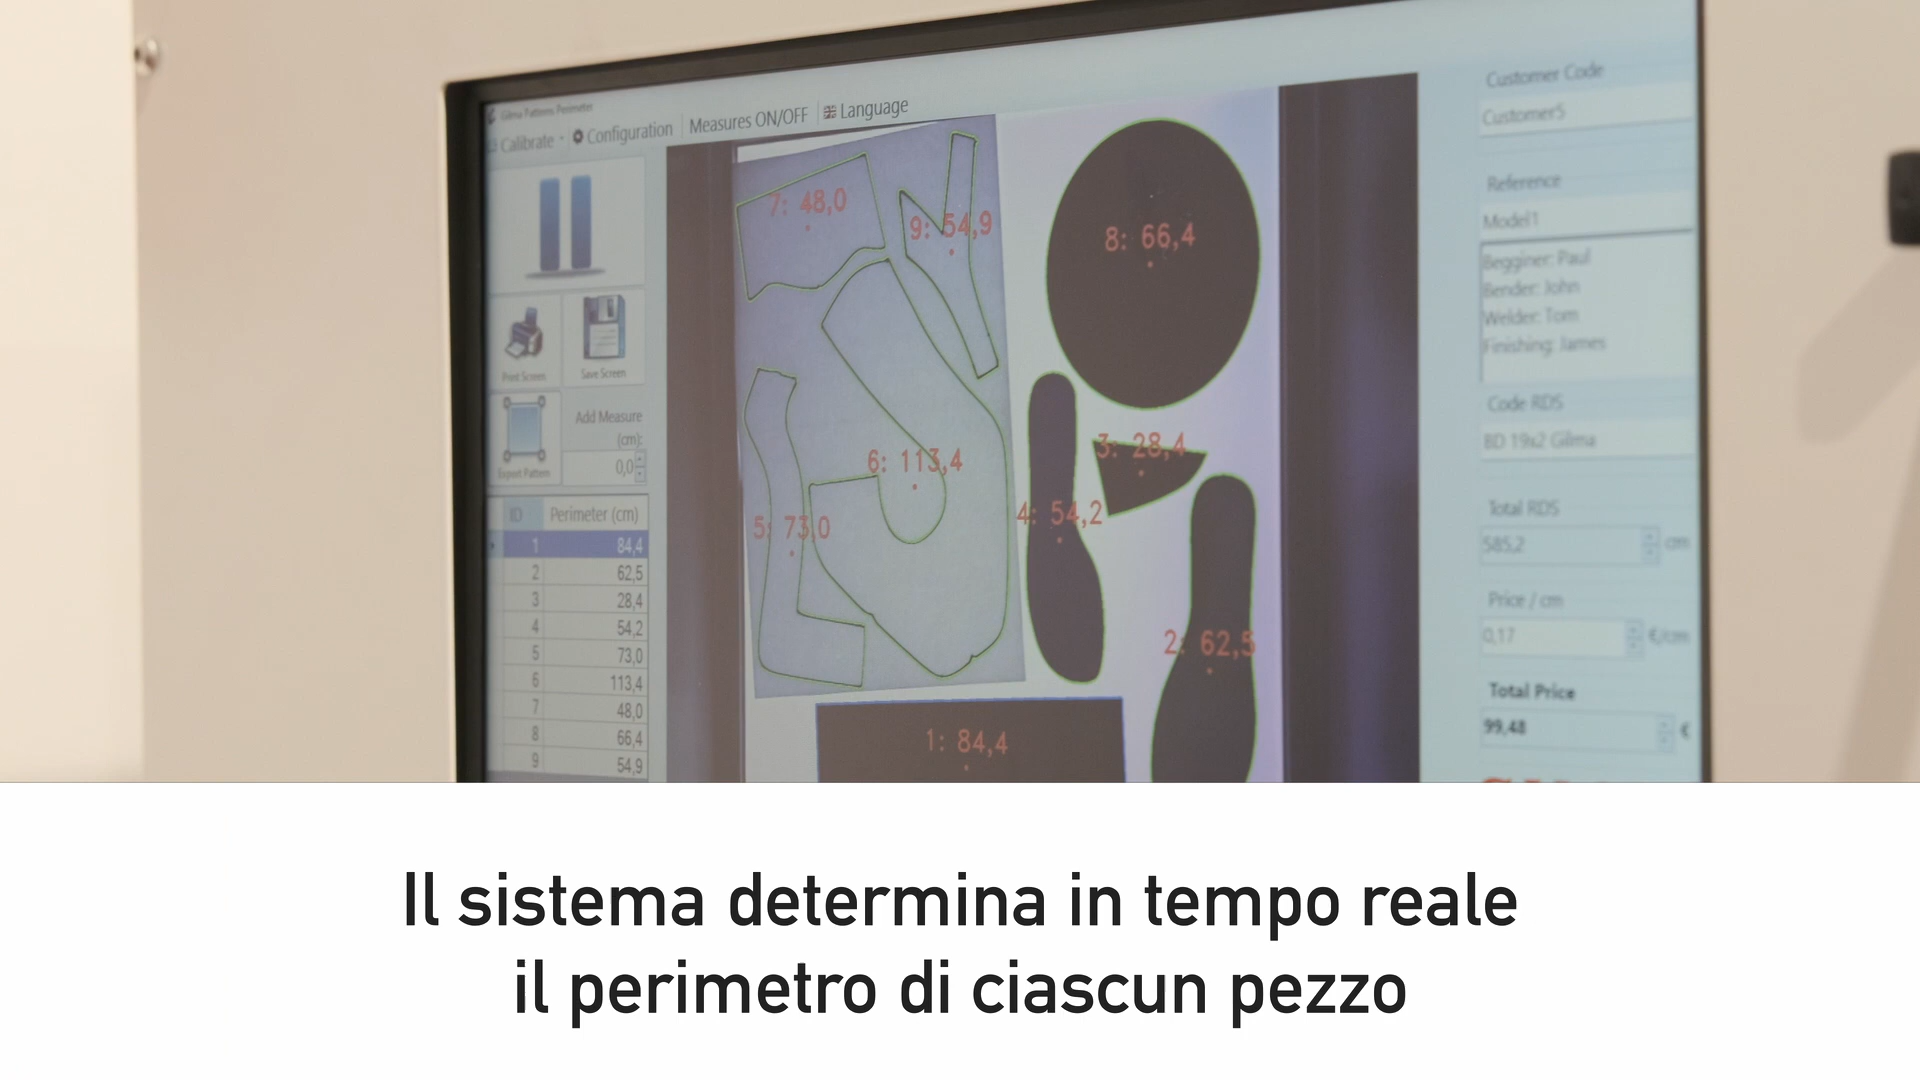 Gilma Pattern Perimeter
Calibrate
Configuration
Measures ON/OFF
Language
Print Screen
Save Screen
Export Pattern
Add Measure
(cm):
0,0
ID Perimeter (cm)
1 84,4
2 62,5
3 28,4
4 54,2
5 73,0
6 113,4
7 48,0
8 66,4
9 54,9
7: 48,0
9: 54,9
8: 66,4
6: 113,4
3: 28,4
5: 73,0
4: 54,2
2: 62,5
1: 84,4
Customer Code
Customer5
Reference
Model1
Begginer: Paul
Bender: John
Welder: Tom
Finishing: James
Code RDS
BD 19x2 Gilma
Total RDS
585,2 cm
Price / cm
0,17 €/cm
Total Price
99,48 €
Il sistema determina in tempo reale
il perimetro di ciascun pezzo